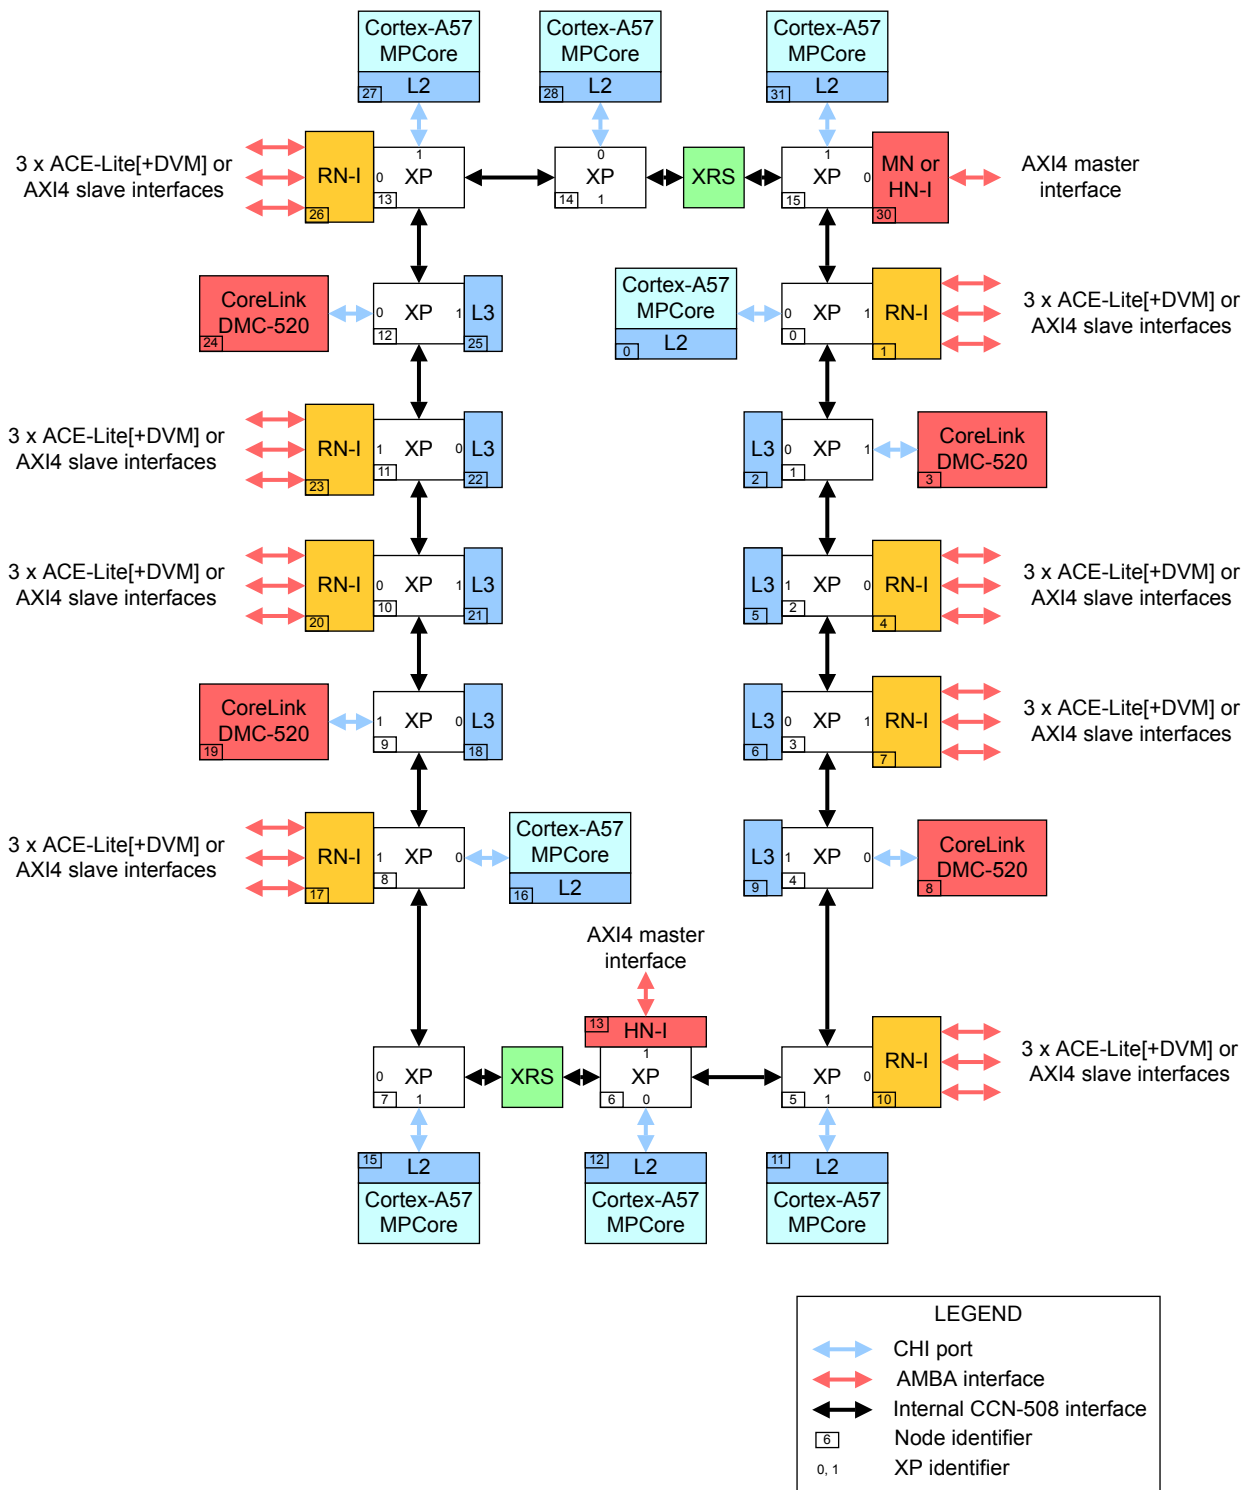 Cortex-A57
MPCore
27 L2
Cortex-A57
MPCore
28 L2
Cortex-A57
MPCore
31 L2
3 x ACE-Lite[+DVM] or
AXI4 slave interfaces
RN-I
26
1
0 XP
13
0
XP
14 1
XRS
1
XP 0
15
MN or
HN-I
30
AXI4 master
interface
CoreLink
DMC-520
24
0 XP 1
12
L3
25
Cortex-A57
MPCore
0 L2
0 XP 1
0
RN-I
1
3 x ACE-Lite[+DVM] or
AXI4 slave interfaces
3 x ACE-Lite[+DVM] or
AXI4 slave interfaces
RN-I
23
1 XP 0
11
L3
22
L3
2
0 XP 1
1
CoreLink
DMC-520
3
3 x ACE-Lite[+DVM] or
AXI4 slave interfaces
RN-I
20
0 XP 1
10
L3
21
L3
5
1 XP 0
2
RN-I
4
3 x ACE-Lite[+DVM] or
AXI4 slave interfaces
CoreLink
DMC-520
19
1 XP 0
9
L3
18
L3
6
0 XP 1
3
RN-I
7
3 x ACE-Lite[+DVM] or
AXI4 slave interfaces
3 x ACE-Lite[+DVM] or
AXI4 slave interfaces
RN-I
17
1 XP 0
8
Cortex-A57
MPCore
16 L2
L3
9
1 XP 0
4
CoreLink
DMC-520
8
AXI4 master
interface
13 HN-I
0 XP
7 1
XRS
1
XP
6 0
XP 0
5 1
RN-I
10
3 x ACE-Lite[+DVM] or
AXI4 slave interfaces
15 L2
Cortex-A57
MPCore
12 L2
Cortex-A57
MPCore
11 L2
Cortex-A57
MPCore
LEGEND
CHI port
AMBA interface
Internal CCN-508 interface
6 Node identifier
0, 1 XP identifier